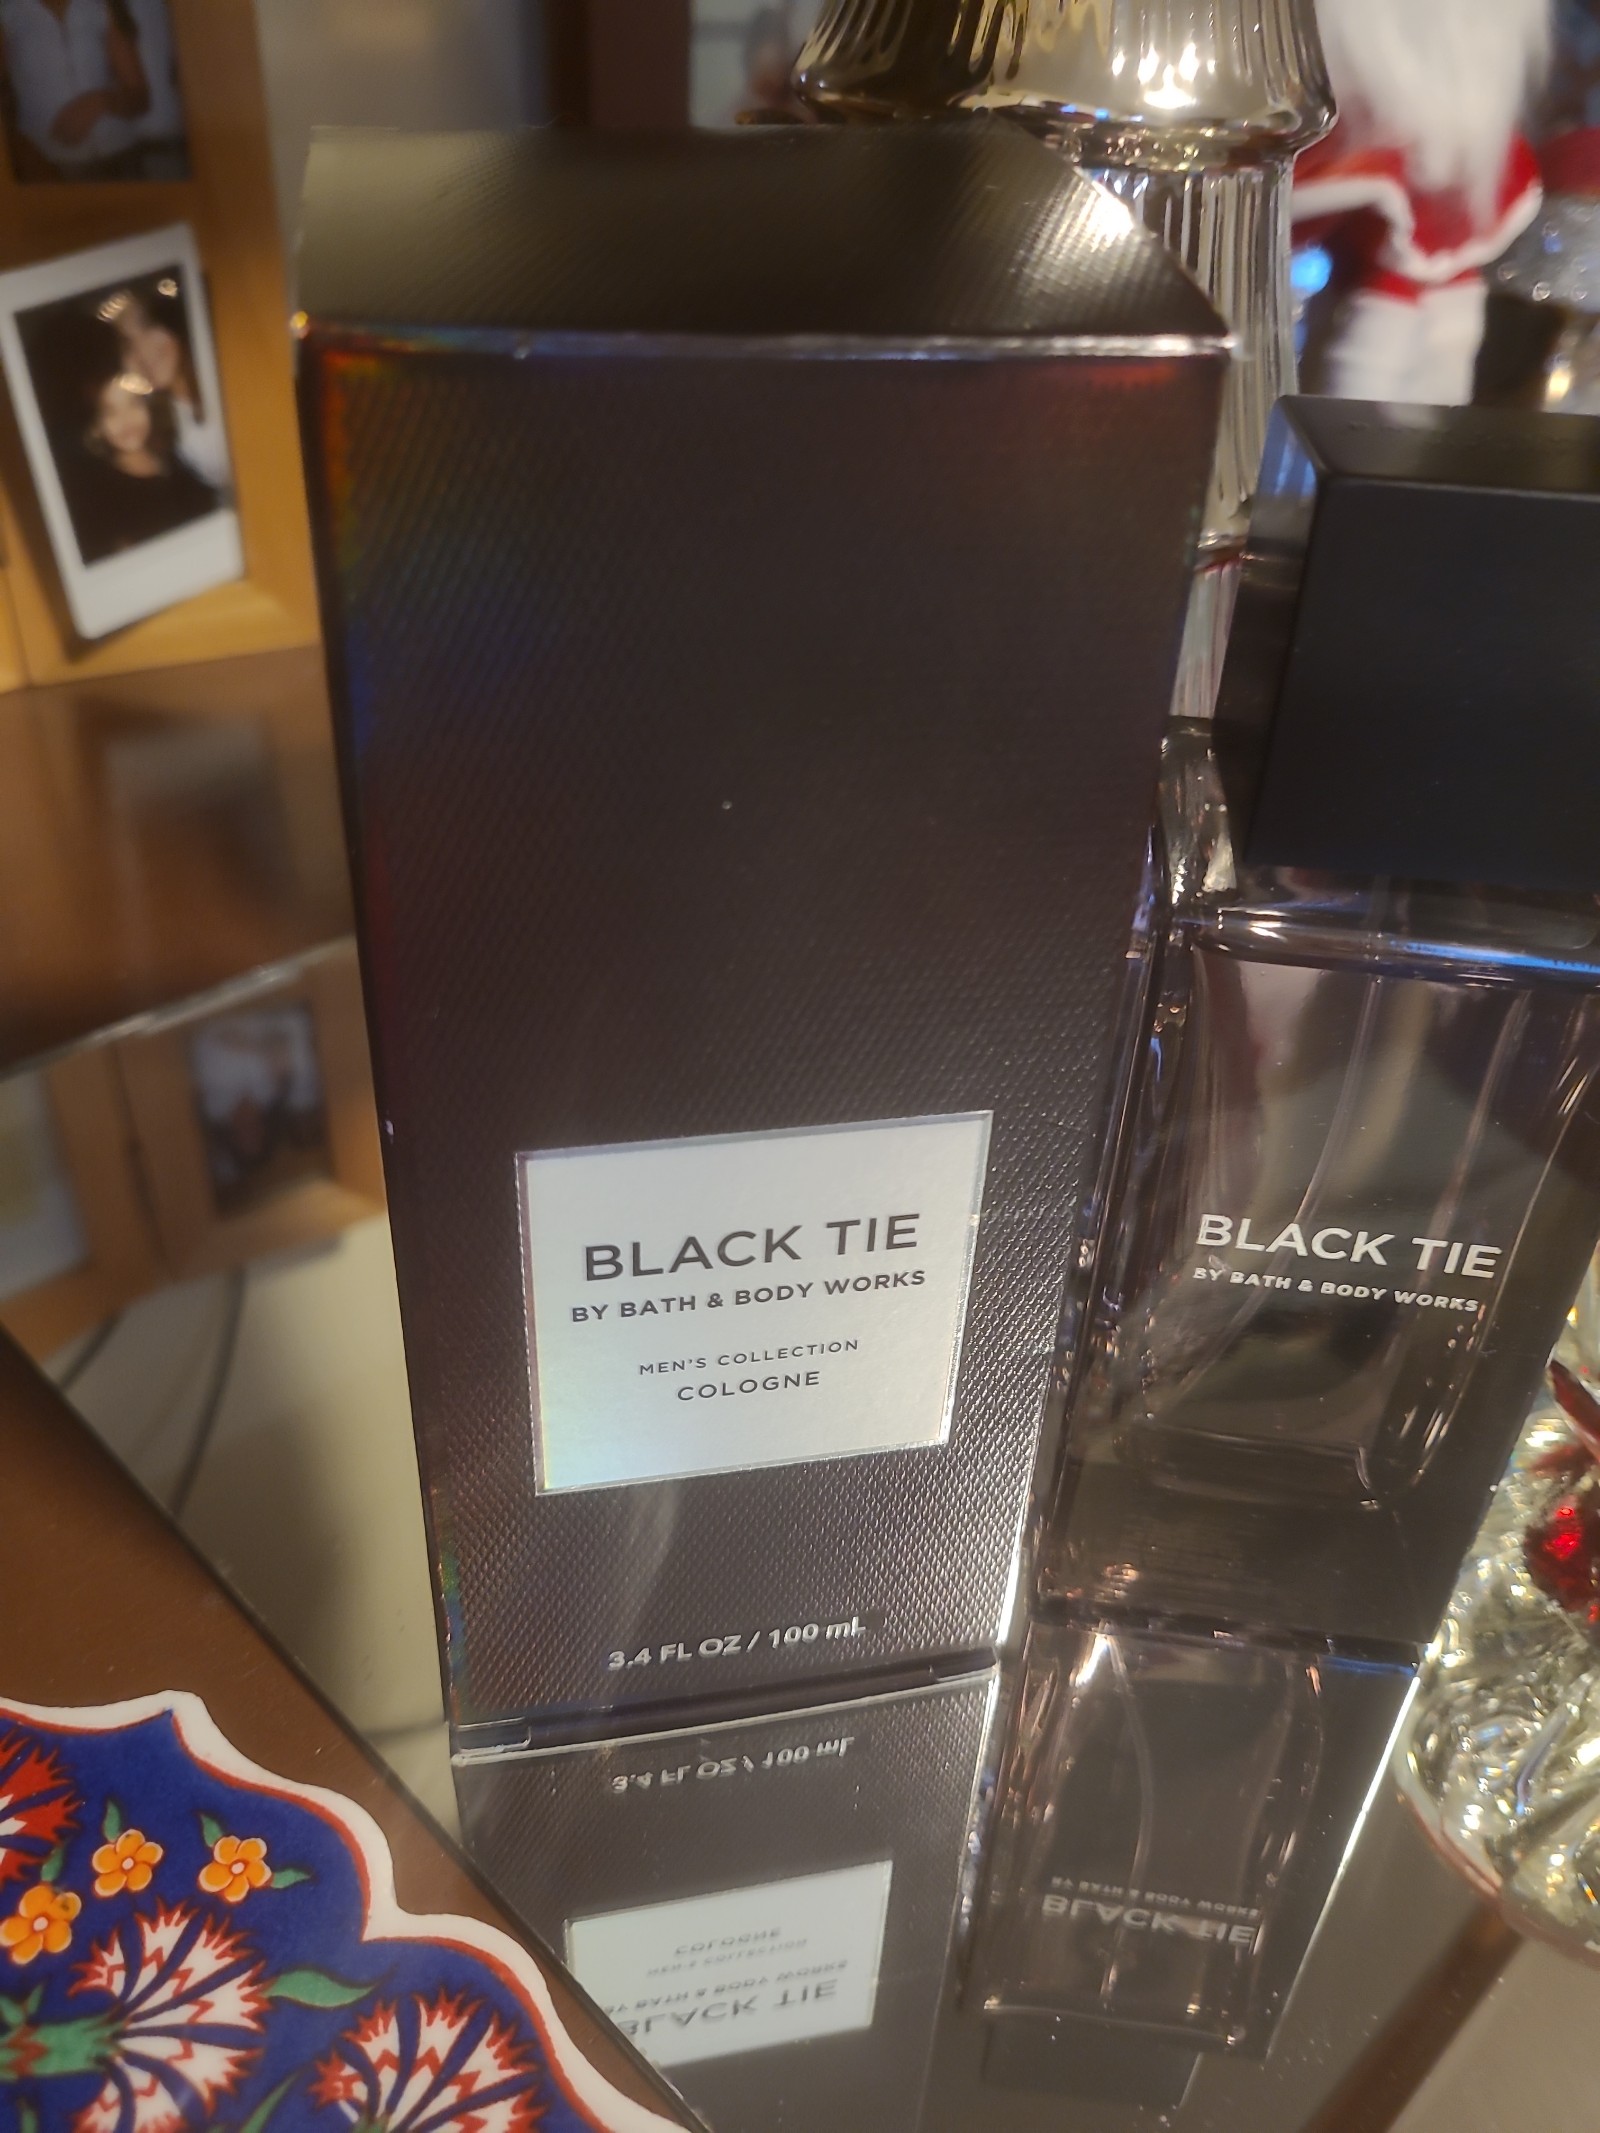 BLACK TIE
BY BATH & BODY WORKS
MEN'S COLLECTION
COLOGNE
3.4 FL OZ / 100 mL
BLACK TIE
BY BATH & BODY WORKS